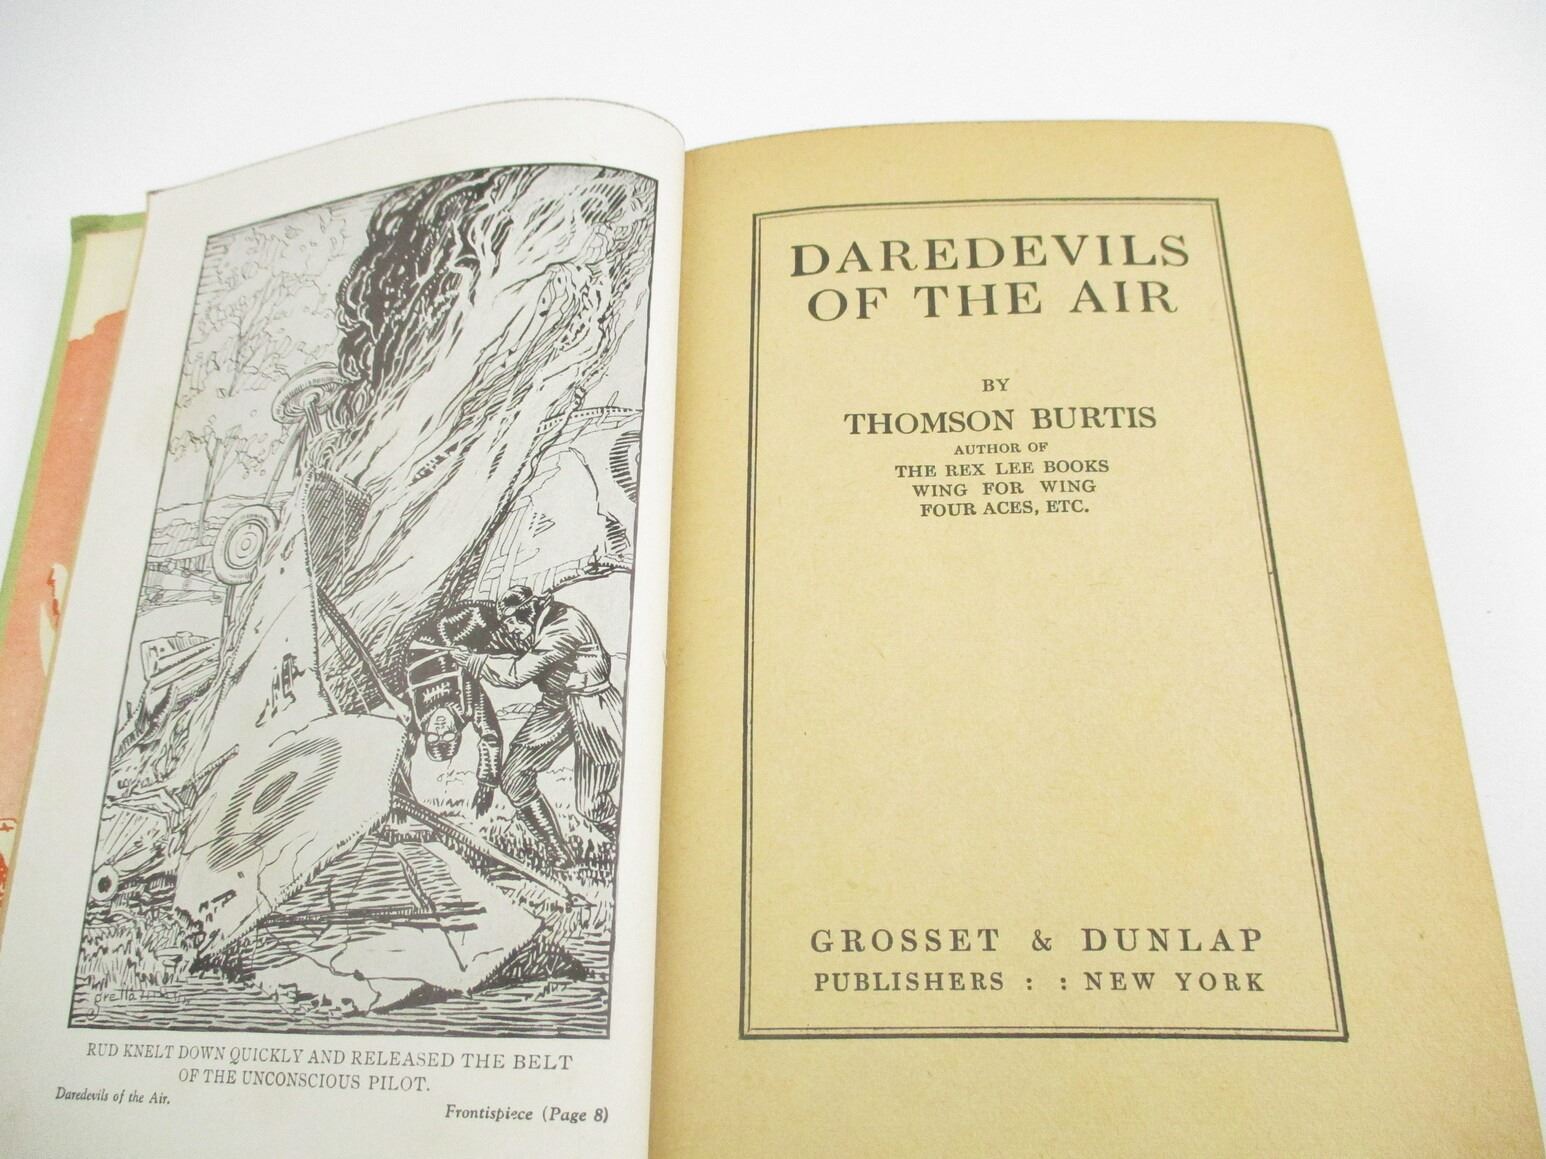 RUD KNELT DOWN QUICKLY AND RELEASED THE BELT
OF THE UNCONSCIOUS PILOT.
Daredevils of the Air.
Frontispiece (Page 8)
DAREDEVILS
OF THE AIR
BY
THOMSON BURTIS
AUTHOR OF
THE REX LEE BOOKS
WING FOR WING
FOUR ACES, ETC.
GROSSET & DUNLAP
PUBLISHERS : : NEW YORK